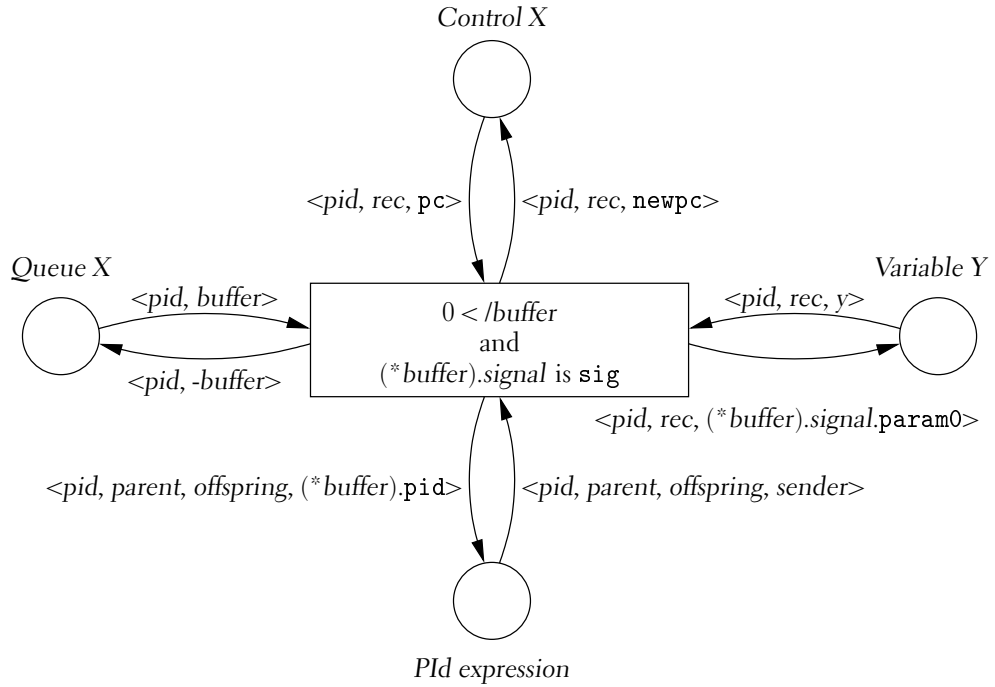 Control X
<pid, rec, pc>
<pid, rec, newpc>
Queue X
Variable Y
<pid, buffer>
<pid, rec, y>
0 < /buffer
and
(*buffer).signal is sig
<pid, -buffer>
<pid, rec, (*buffer).signal.param0>
<pid, parent, offspring, (*buffer).pid>
<pid, parent, offspring, sender>
PId expression